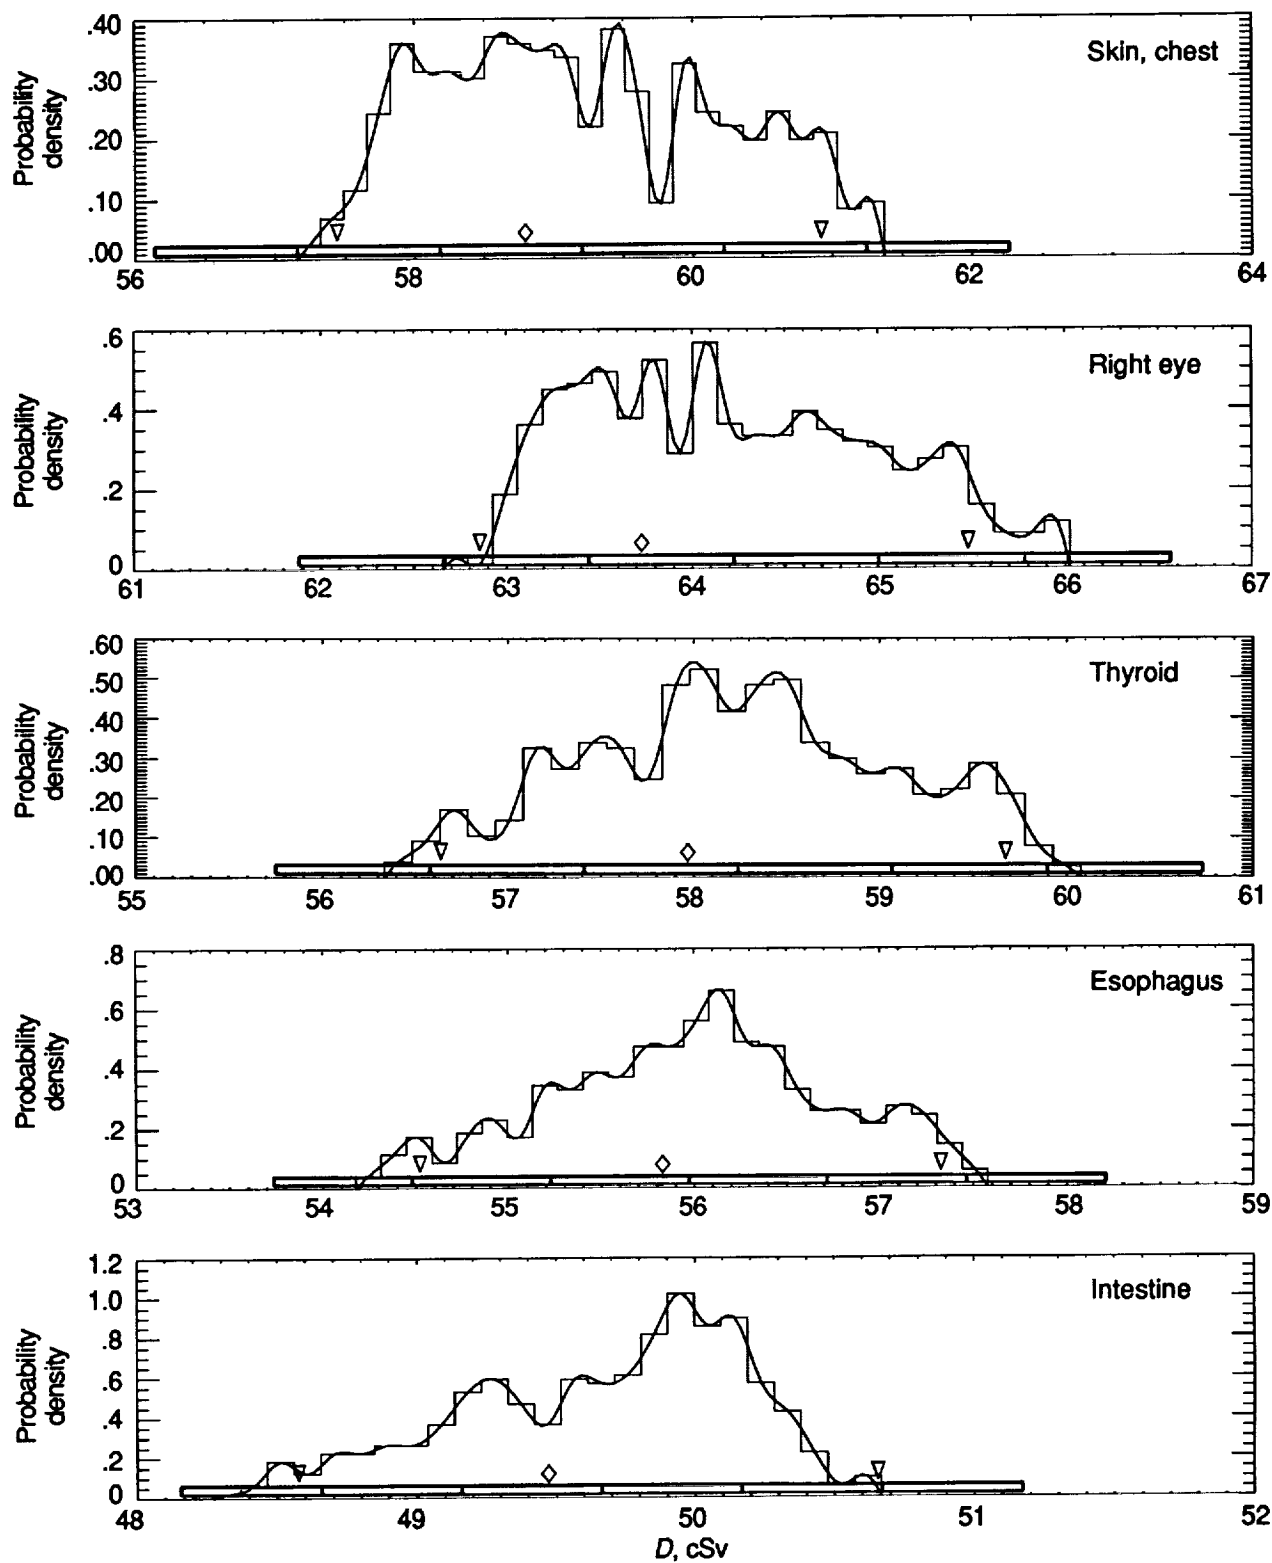 .40
.30
.20
.10
.00
Probability
density
Skin, chest
56 58 60 62 64
.6
.4
.2
0
Probability
density
Right eye
61 62 63 64 65 66 67
.60
.50
.40
.30
.20
.10
.00
Probability
density
Thyroid
55 56 57 58 59 60 61
.8
.6
.4
.2
0
Probability
density
Esophagus
53 54 55 56 57 58 59
1.2
1.0
.8
.6
.4
.2
0
Probability
density
Intestine
48 49 50 51 52
D, cSv